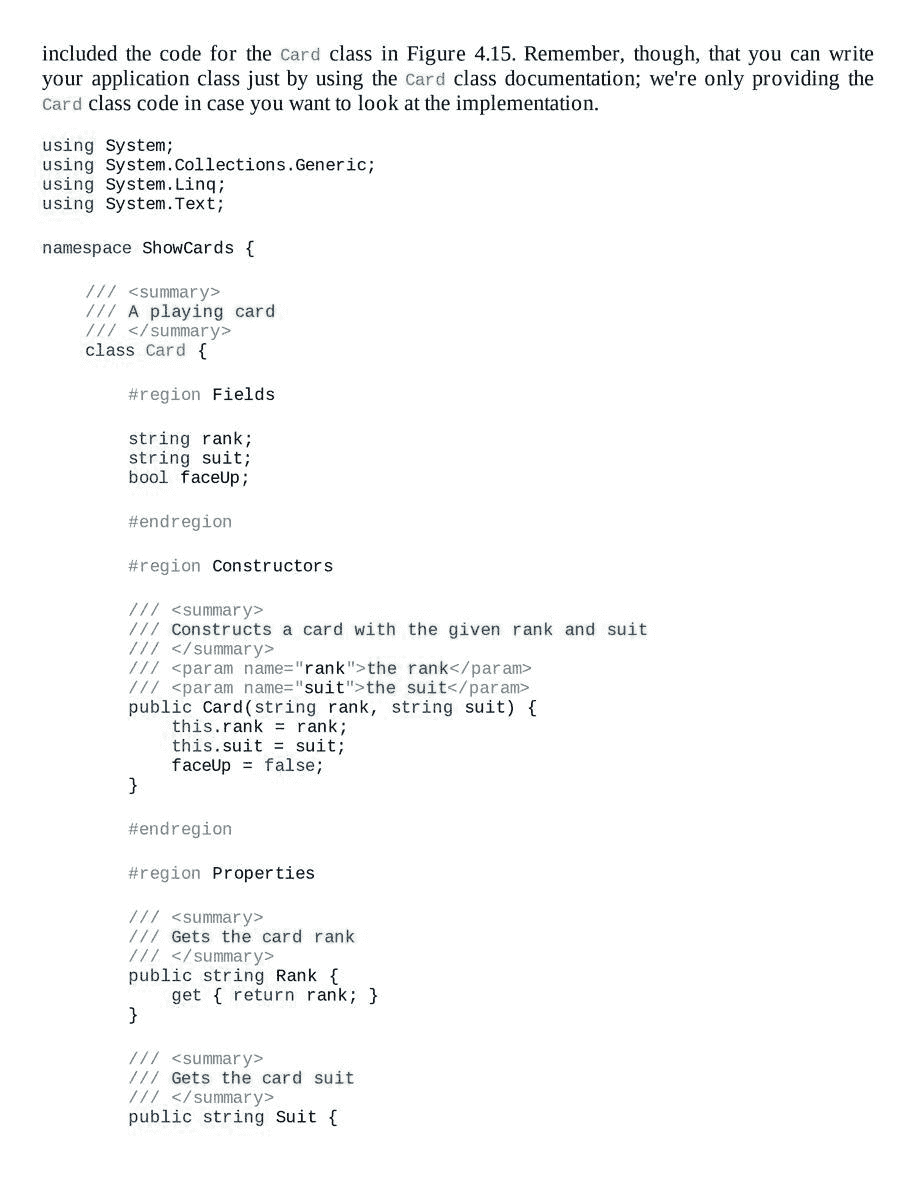 included the code for the Card class in Figure 4.15. Remember, though, that you can write
your application class just by using the Card class documentation; we're only providing the
Card class code in case you want to look at the implementation.
using System;
using System.Collections.Generic;
using System.Linq;
using System.Text;
namespace ShowCards {
/// <summary>
/// A playing card
/// </summary>
class Card {
#region Fields
string rank;
string suit;
bool faceUp;
#endregion
#region Constructors
/// <summary>
/// Constructs a card with the given rank and suit
/// </summary>
/// <param name="rank">the rank</param>
/// <param name="suit">the suit</param>
public Card(string rank, string suit) {
this.rank = rank;
this.suit = suit;
faceUp = false;
}
#endregion
#region Properties
/// <summary>
/// Gets the card rank
/// </summary>
public string Rank {
get { return rank; }
}
/// <summary>
/// Gets the card suit
/// </summary>
public string Suit {